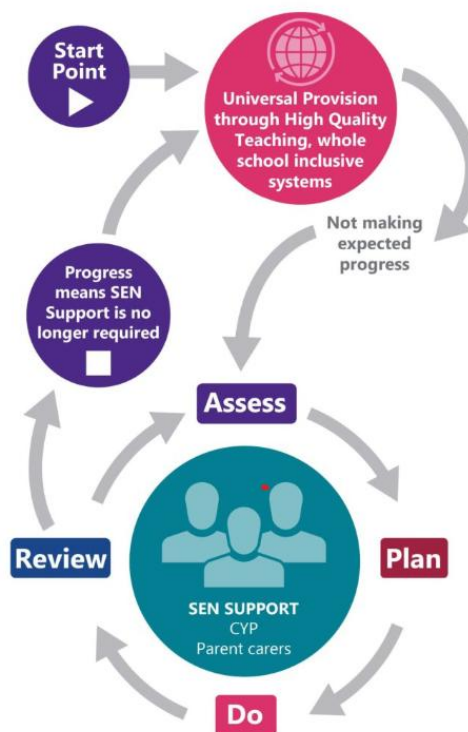 Start
Point
Universal Provision
through High Quality
Teaching, whole
school inclusive
systems
Not making
expected
progress
Progress
means SEN
Support is no
longer required
Assess
Review
Plan
SEN SUPPORT
CYP
Parent carers
Do